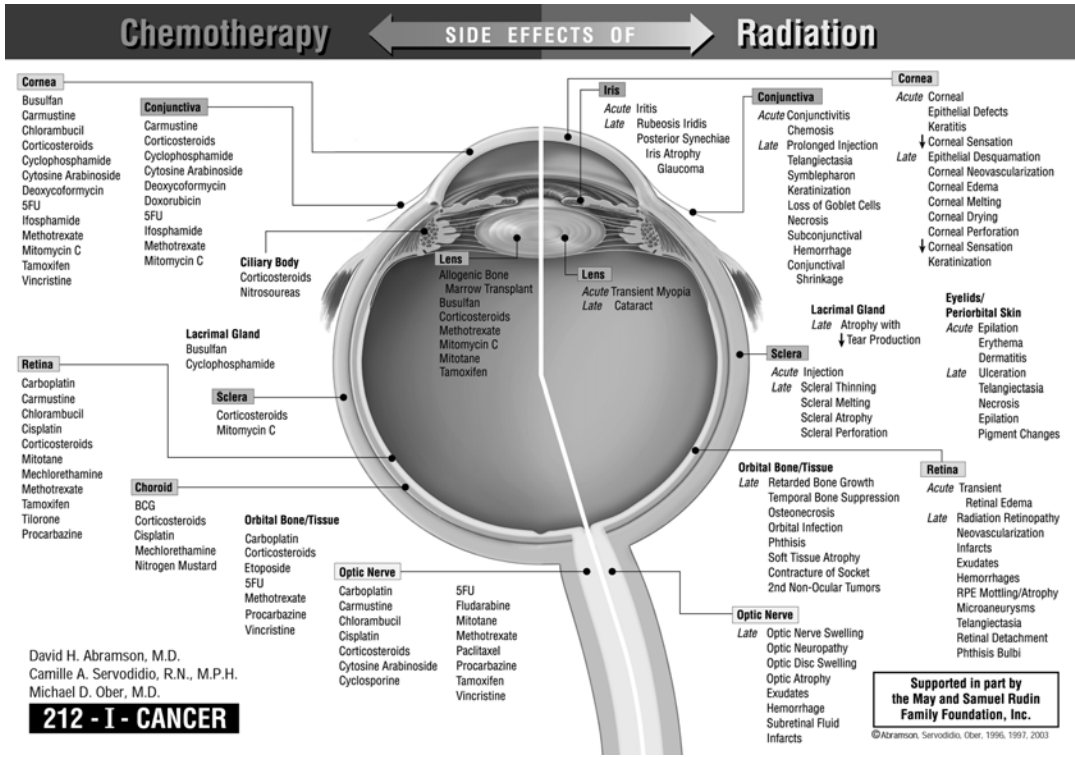 Chemotherapy
SIDE EFFECTS OF
Radiation
Cornea
Busulfan
Carmustine
Chlorambucil
Corticosteroids
Cyclophosphamide
Cytosine Arabinoside
Deoxycoformycin
5FU
Ifosphamide
Methotrexate
Mitomycin C
Tamoxifen
Vincristine
Conjunctiva
Carmustine
Corticosteroids
Cyclophosphamide
Cytosine Arabinoside
Deoxycoformycin
Doxorubicin
5FU
Ifosphamide
Methotrexate
Mitomycin C
Ciliary Body
Corticosteroids
Nitrosoureas
Lens
Allogenic Bone
Marrow Transplant
Busulfan
Corticosteroids
Methotrexate
Mitomycin C
Mitotane
Tamoxifen
Lacrimal Gland
Busulfan
Cyclophosphamide
Retina
Carboplatin
Carmustine
Chlorambucil
Cisplatin
Corticosteroids
Mitotane
Mechlorethamine
Methotrexate
Tamoxifen
Tilorone
Procarbazine
Sclera
Corticosteroids
Mitomycin C
Choroid
BCG
Corticosteroids
Cisplatin
Mechlorethamine
Nitrogen Mustard
Orbital Bone/Tissue
Carboplatin
Corticosteroids
Etoposide
5FU
Methotrexate
Procarbazine
Vincristine
Optic Nerve
Carboplatin
Carmustine
Chlorambucil
Cisplatin
Corticosteroids
Cytosine Arabinoside
Cyclosporine
5FU
Fludarabine
Mitotane
Methotrexate
Paclitaxel
Procarbazine
Tamoxifen
Vincristine
Iris
Acute Iritis
Late Rubeosis Iridis
Posterior Synechiae
Iris Atrophy
Glaucoma
Lens
Acute Transient Myopia
Late Cataract
Conjunctiva
Acute Conjunctivitis
Chemosis
Late Prolonged Injection
Telangiectasia
Symblepharon
Keratinization
Loss of Goblet Cells
Necrosis
Subconjunctival
Hemorrhage
Conjunctival
Shrinkage
Cornea
Acute Corneal
Epithelial Defects
Keratitis
↓ Corneal Sensation
Late Epithelial Desquamation
Corneal Neovascularization
Corneal Edema
Corneal Melting
Corneal Drying
Corneal Perforation
↓ Corneal Sensation
Keratinization
Lacrimal Gland
Late Atrophy with
↓ Tear Production
Eyelids/
Periorbital Skin
Acute Epilation
Erythema
Dermatitis
Late Ulceration
Telangiectasia
Necrosis
Epilation
Pigment Changes
Sclera
Acute Injection
Late Scleral Thinning
Scleral Melting
Scleral Atrophy
Scleral Perforation
Orbital Bone/Tissue
Late Retarded Bone Growth
Temporal Bone Suppression
Osteonecrosis
Orbital Infection
Phthisis
Soft Tissue Atrophy
Contracture of Socket
2nd Non-Ocular Tumors
Retina
Acute Transient
Retinal Edema
Late Radiation Retinopathy
Neovascularization
Infarcts
Exudates
Hemorrhages
RPE Mottling/Atrophy
Microaneurysms
Telangiectasia
Retinal Detachment
Phthisis Bulbi
Optic Nerve
Late Optic Nerve Swelling
Optic Neuropathy
Optic Disc Swelling
Optic Atrophy
Exudates
Hemorrhage
Subretinal Fluid
Infarcts
David H. Abramson, M.D.
Camille A. Servodidio, R.N., M.P.H.
Michael D. Ober, M.D.
212 - I - CANCER
Supported in part by
the May and Samuel Rudin
Family Foundation, Inc.
©Abramson, Servodidio, Ober, 1996, 1997, 2003